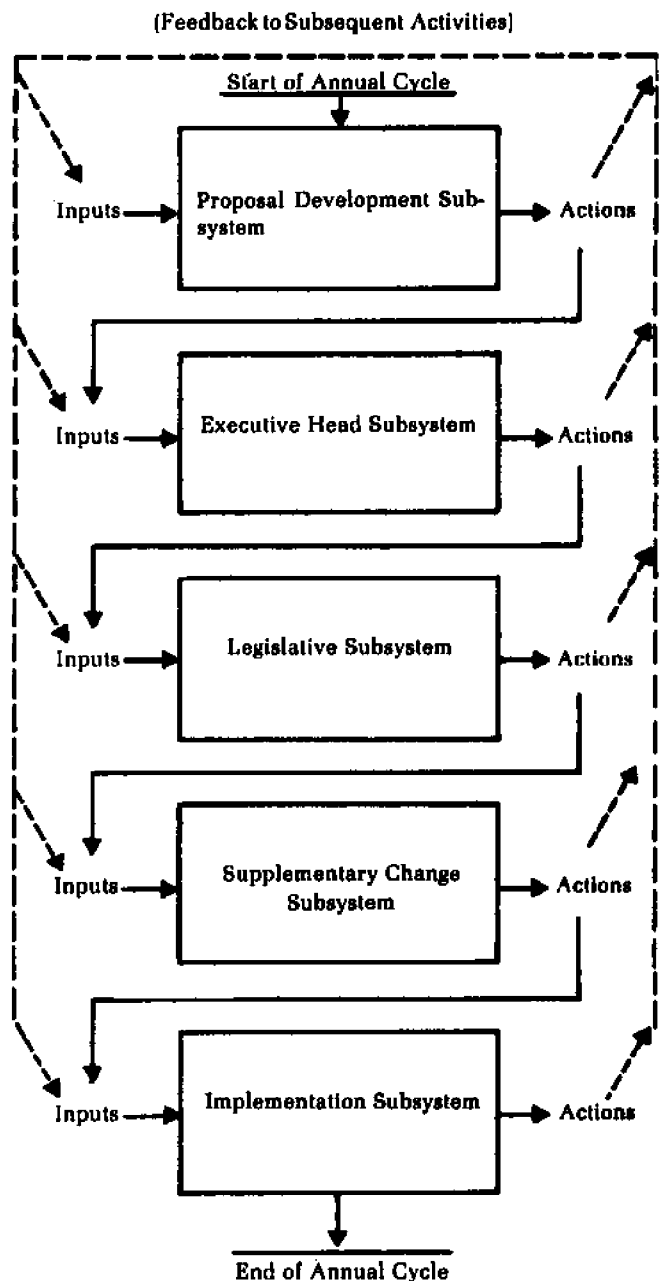 (Feedback to Subsequent Activities)
Start of Annual Cycle
Inputs
Proposal Development Sub-
system
Actions
Inputs
Executive Head Subsystem
Actions
Inputs
Legislative Subsystem
Actions
Inputs
Supplementary Change
Subsystem
Actions
Inputs
Implementation Subsystem
Actions
End of Annual Cycle